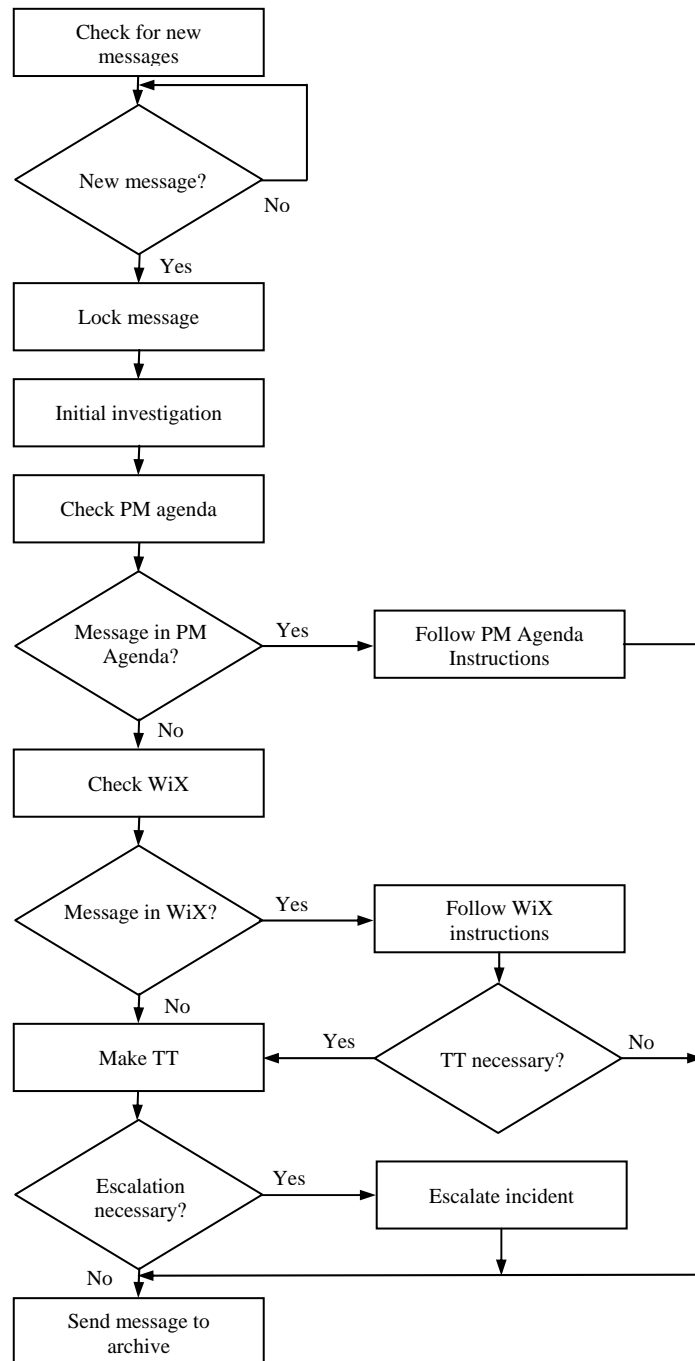 Check for new
messages
New message?
No
Yes
Lock message
Initial investigation
Check PM agenda
Message in PM
Agenda?
Yes
Follow PM Agenda
Instructions
No
Check WiX
Message in WiX?
Yes
Follow WiX
instructions
No
Make TT
Yes
TT necessary?
No
Escalation
necessary?
Yes
Escalate incident
No
Send message to
archive